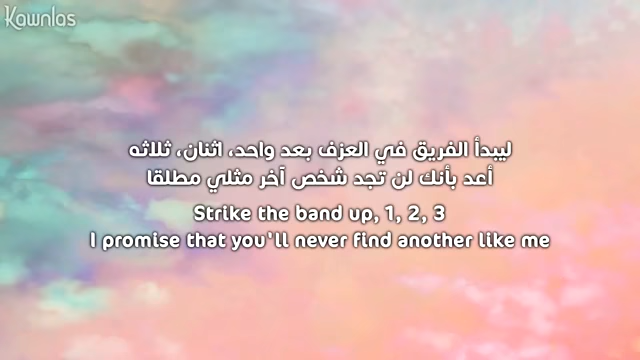 Kawnlas
ليبدأ الفريق في العزف بعد واحد، اثنان، ثلاثه
أعد بأنك لن تجد شخص آخر مثلي مطلقا
Strike the band up, 1, 2, 3
I promise that you'll never find another like me